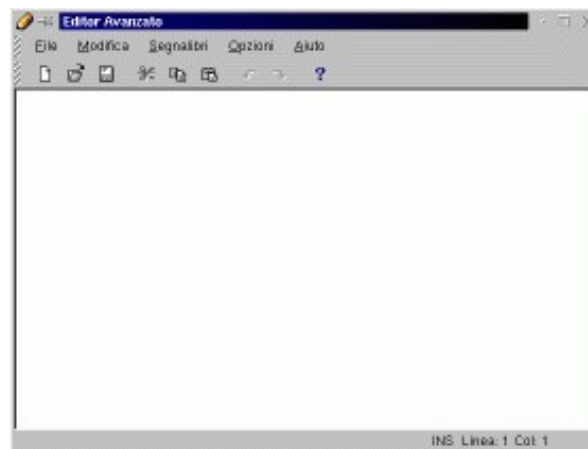 Editor Avanzato
File Modifica Segnalibri Opzioni Aiuto
?
INS Linea: 1 Col: 1